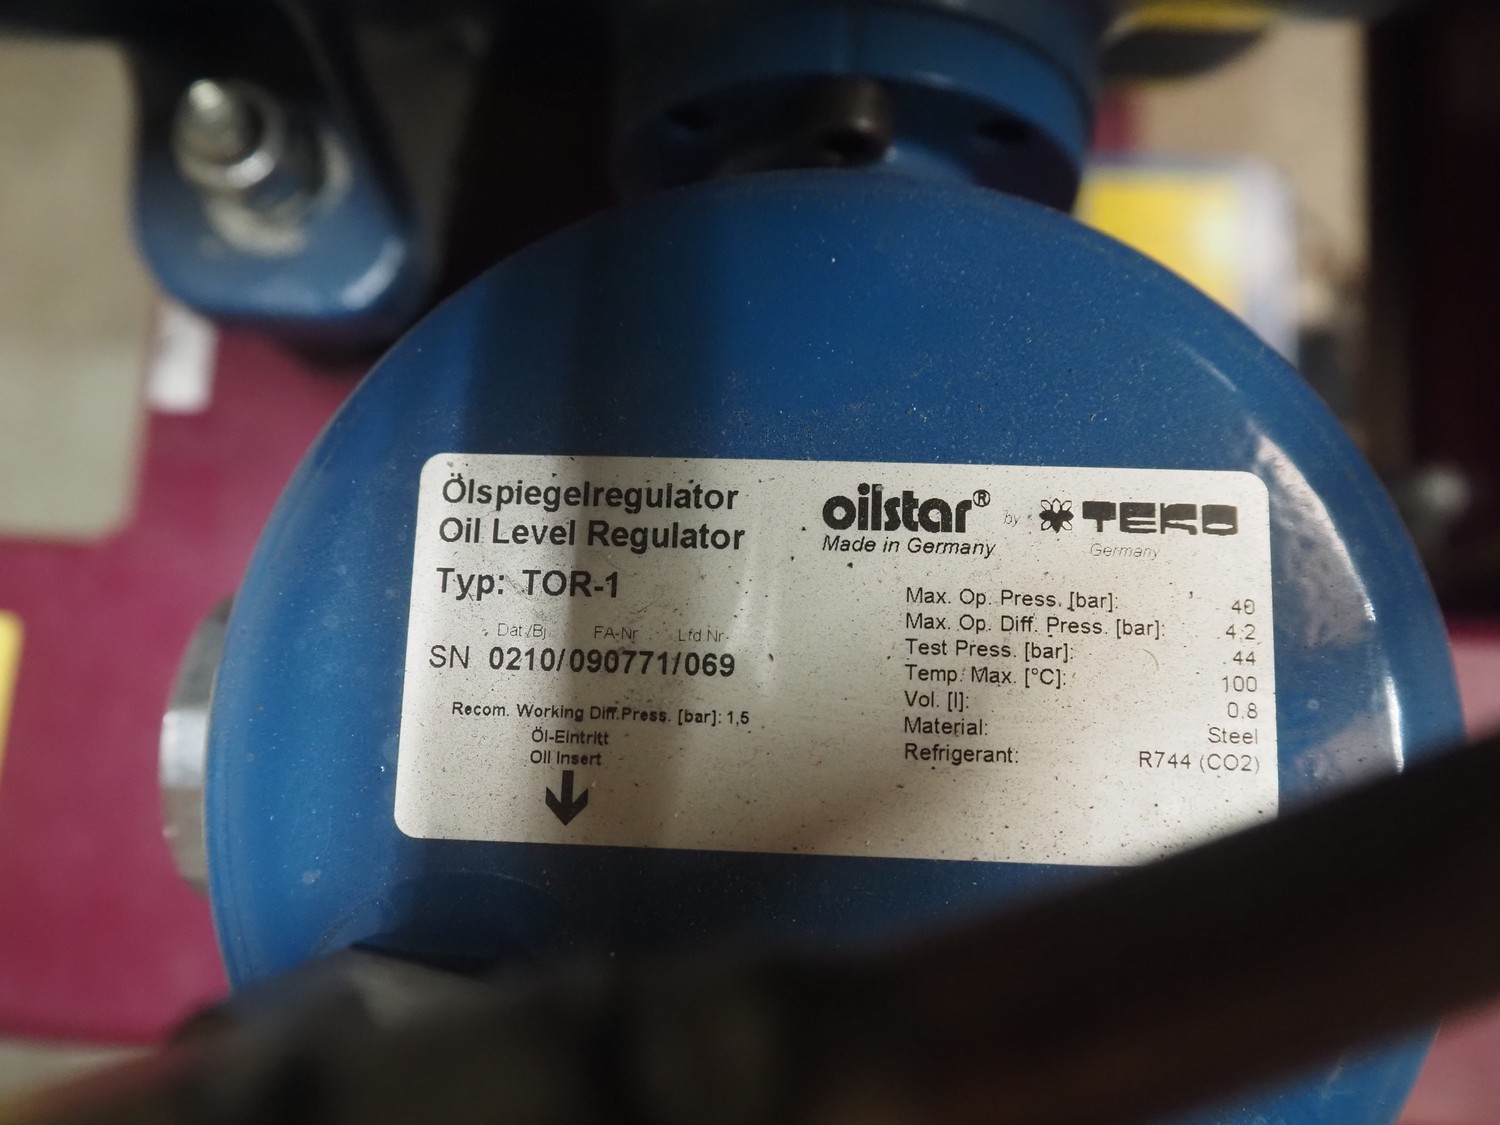 Ölspiegelregulator
Oil Level Regulator
Typ: TOR-1
Dat./Bj FA-Nr Lfd Nr.
SN 0210/090771/069
Recom. Working Diff.Press. [bar]: 1,5
Öl-Eintritt
Oil Insert
oilstar® by TEKO
Made in Germany Germany
Max. Op. Press. [bar]: 40
Max. Op. Diff. Press. [bar]: 4.2
Test Press. [bar]: 44
Temp. Max. [°C]: 100
Vol. [l]: 0.8
Material: Steel
Refrigerant: R744 (CO2)